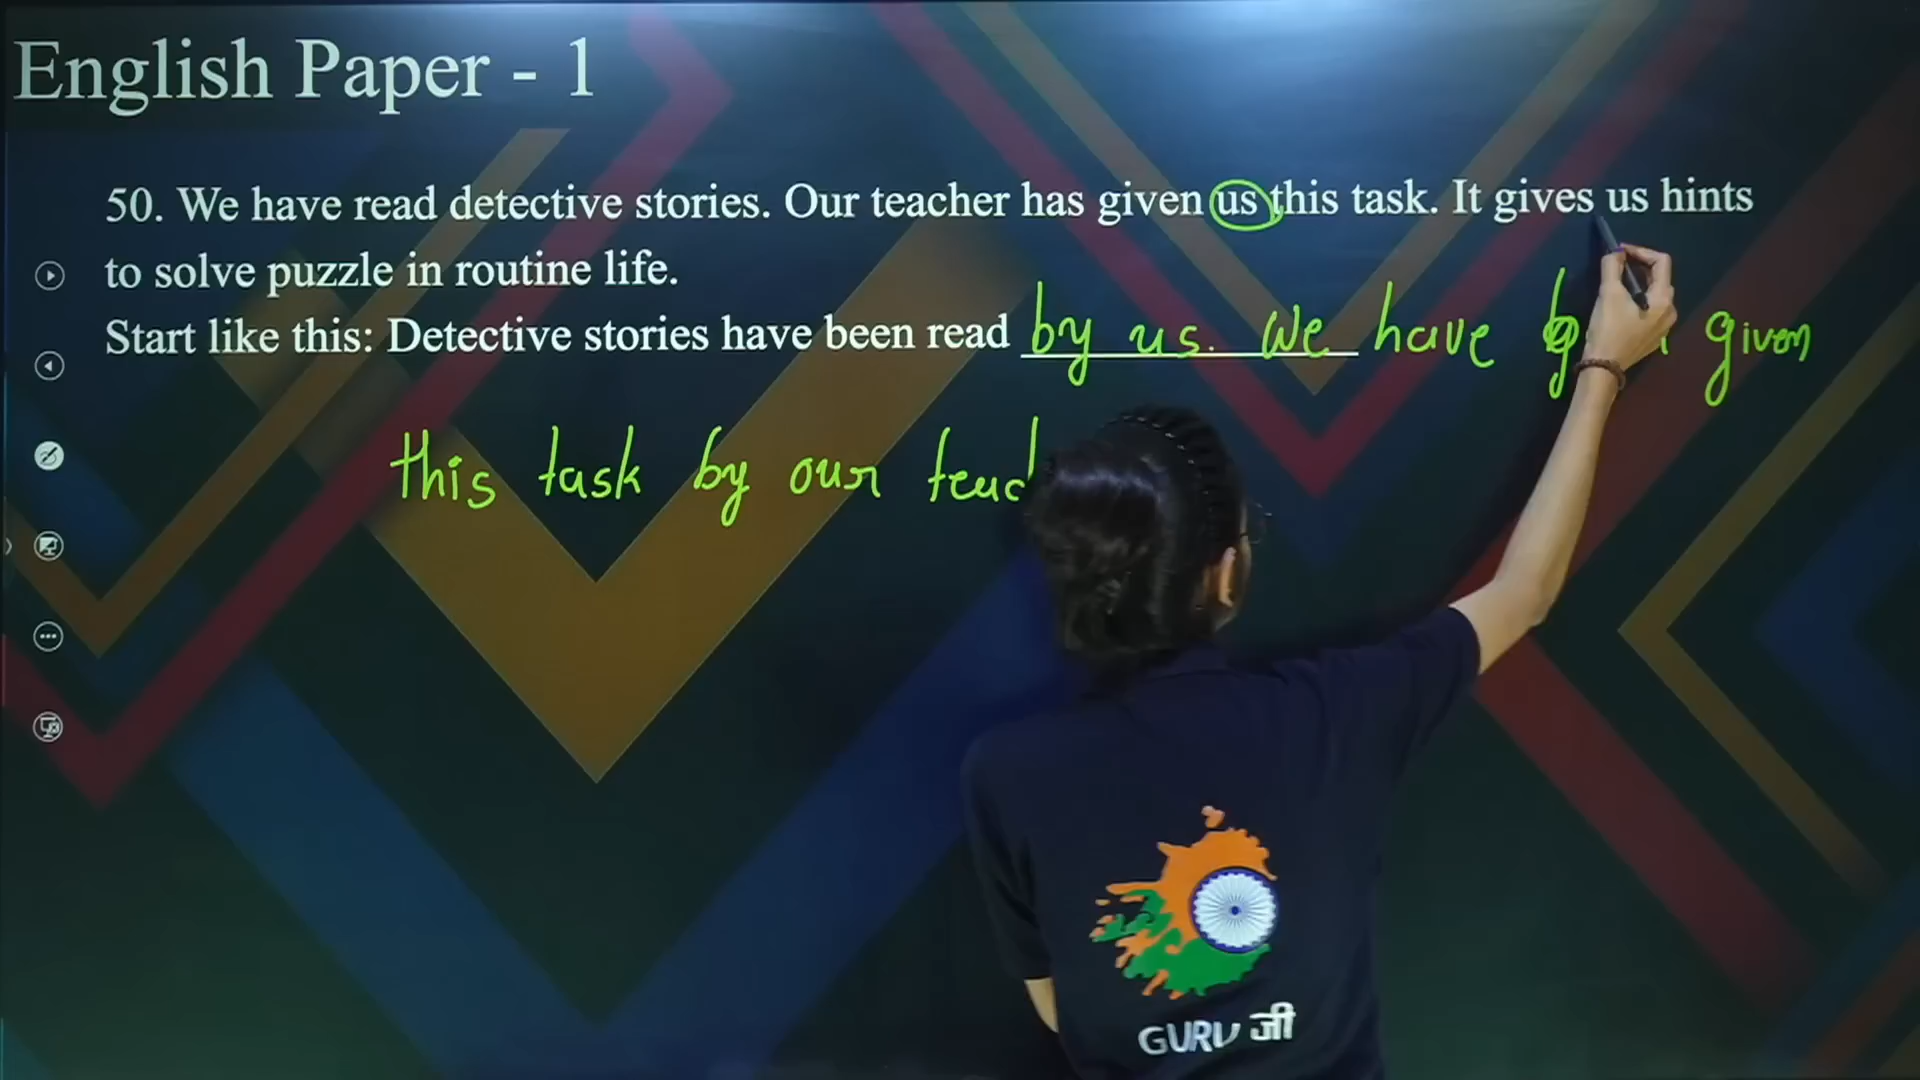 English Paper - 1
50. We have read detective stories. Our teacher has given us this task. It gives us hints
to solve puzzle in routine life.
Start like this: Detective stories have been read by us. We have given
this task by our
GURU जी